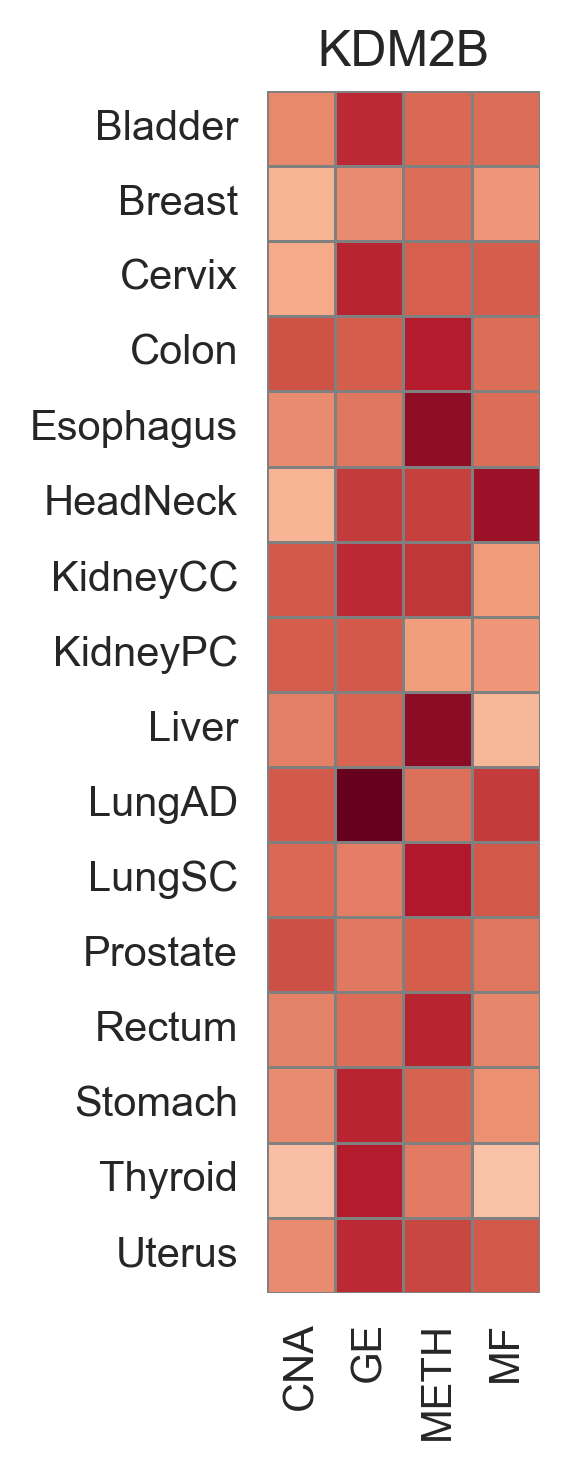 KDM2B
Bladder
Breast
Cervix
Colon
Esophagus
HeadNeck
KidneyCC
KidneyPC
Liver
LungAD
LungSC
Prostate
Rectum
Stomach
Thyroid
Uterus
CNA
GE
METH
MF